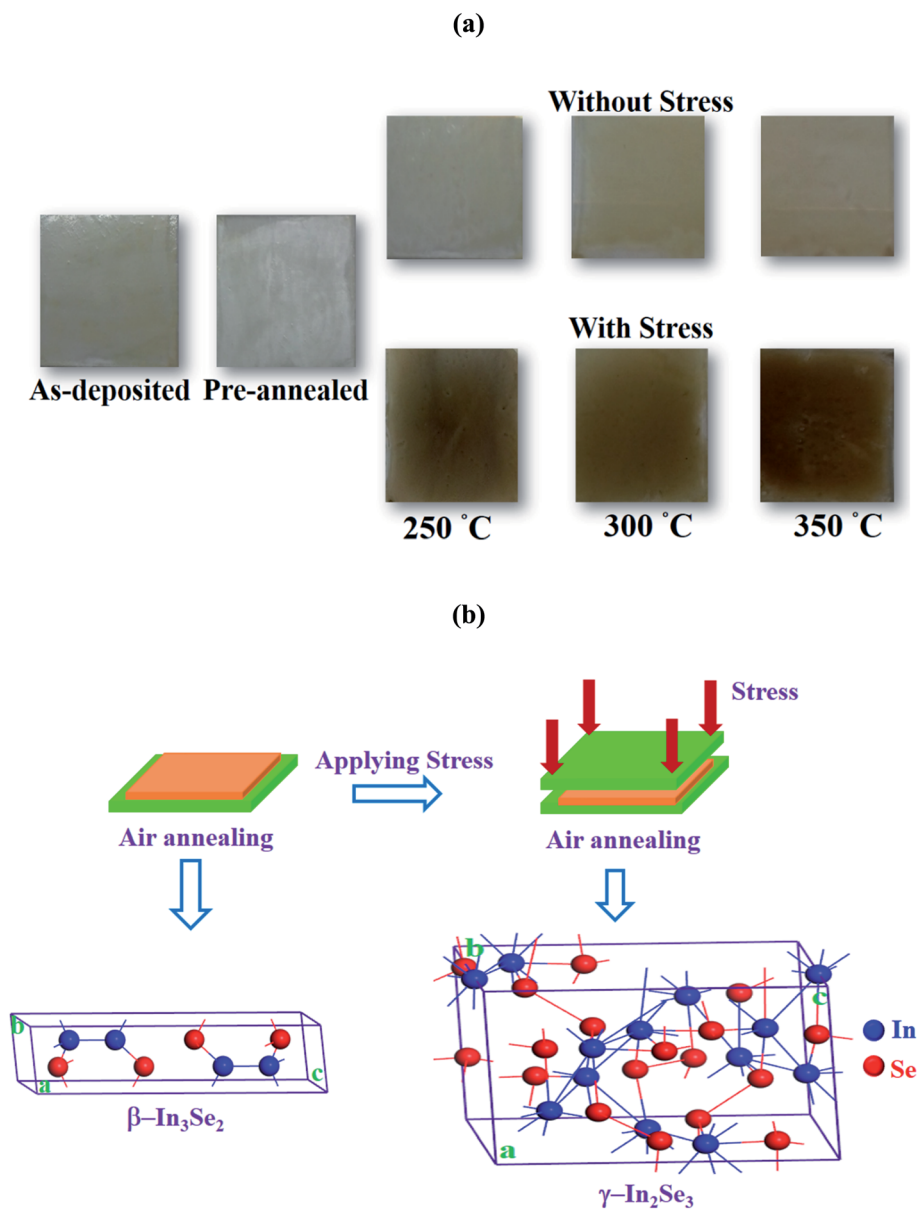 (a)
Without Stress
As-deposited
Pre-annealed
With Stress
250 °C
300 °C
350 °C
(b)
Stress
Applying Stress
Air annealing
Air annealing
b
a
c
β–In₃Se₂
b
c
a
In
Se
γ–In₂Se₃